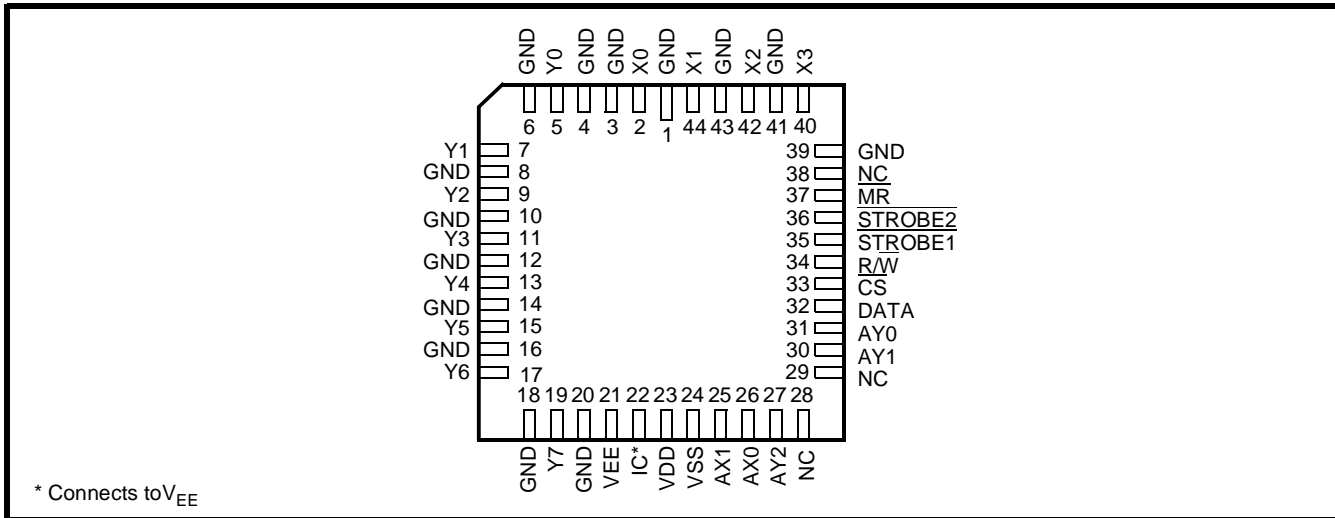 GND Y0 GND GND X0 GND X1 GND X2 GND X3
6 5 4 3 2 1 44 43 42 41 40
Y1 7
GND 8
Y2 9
GND 10
Y3 11
GND 12
Y4 13
GND 14
Y5 15
GND 16
Y6 17
39 GND
38 NC
37 MR
36 STROBE2
35 STROBE1
34 R/W
33 CS
32 DATA
31 AY0
30 AY1
29 NC
18 19 20 21 22 23 24 25 26 27 28
GND Y7 GND VEE IC* VDD VSS AX1 AX0 AY2 NC
* Connects toVEE